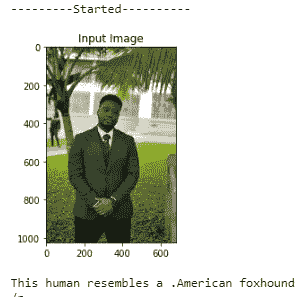 ---------Started----------
Input Image
0
200
400
600
800
1000
0 200 400 600
This human resembles a .American foxhound